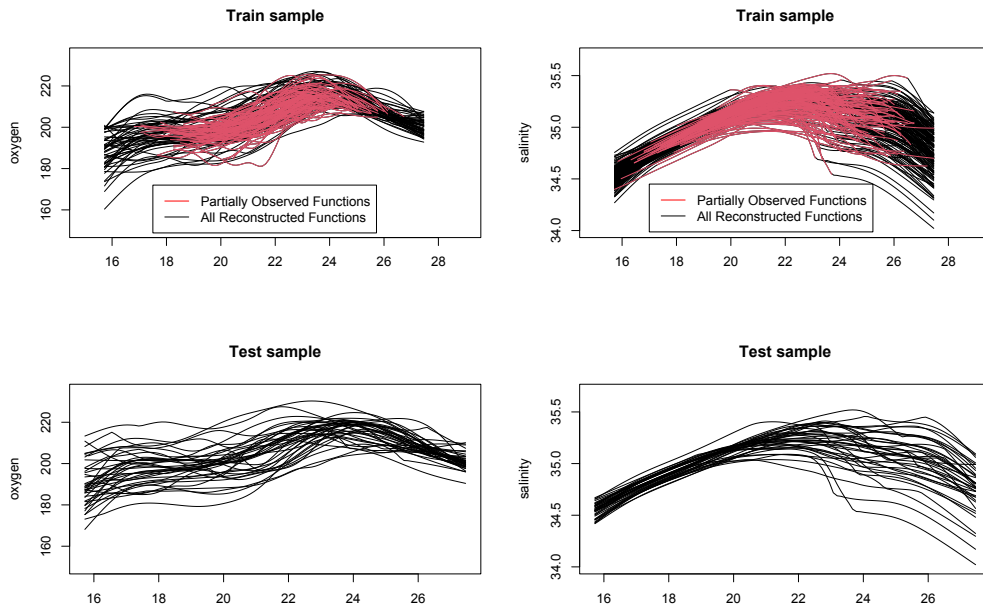 Train sample
oxygen
220
200
180
160
Partially Observed Functions
All Reconstructed Functions
16 18 20 22 24 26 28
Train sample
salinity
35.5
35.0
34.5
34.0
Partially Observed Functions
All Reconstructed Functions
16 18 20 22 24 26 28
Test sample
oxygen
220
200
180
160
16 18 20 22 24 26
Test sample
salinity
35.5
35.0
34.5
34.0
16 18 20 22 24 26